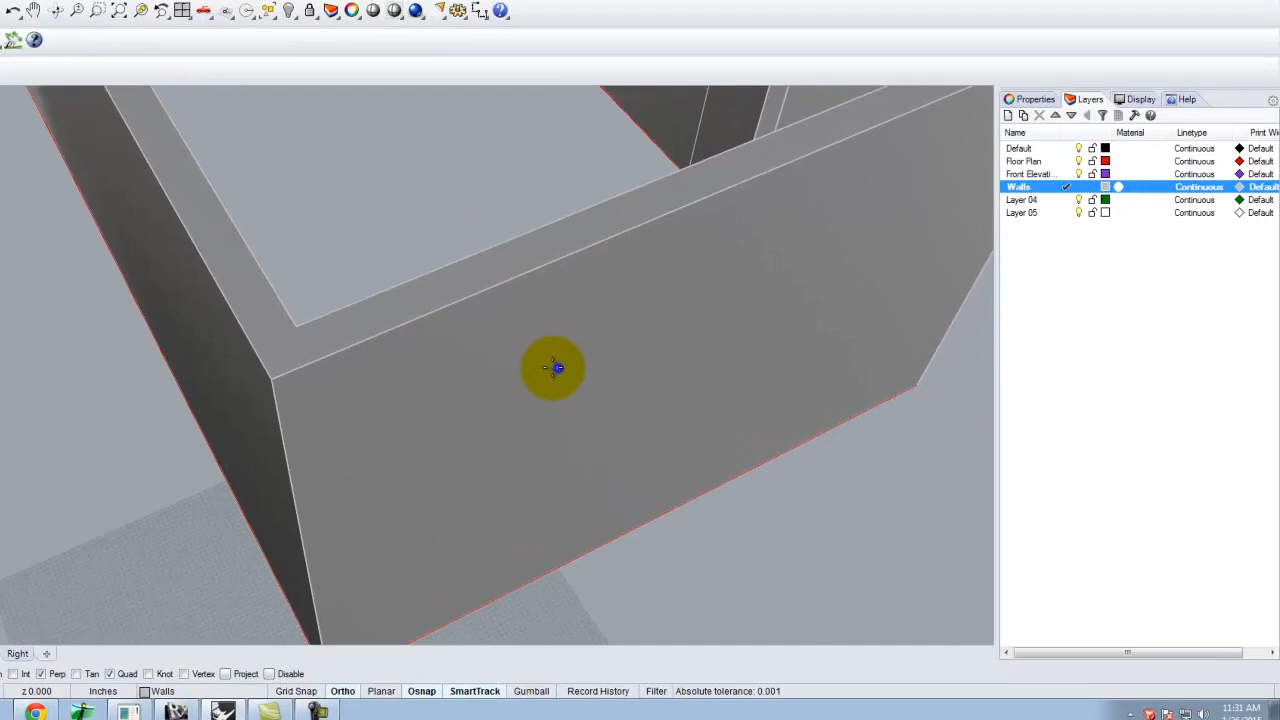 Properties Layers Display Help
Name Material Linetype Print Wi
Default Continuous Default
Floor Plan Continuous Default
Front Elevati... Continuous Default
Walls Continuous Default
Layer 04 Continuous Default
Layer 05 Continuous Default
Right
Int Perp Tan Quad Knot Vertex Project Disable
z 0.000 Inches Walls Grid Snap Ortho Planar Osnap SmartTrack Gumball Record History Filter Absolute tolerance: 0.001
11:31 AM